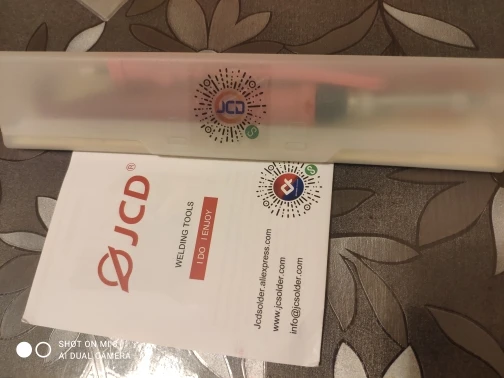 JCD
JCD®
WELDING TOOLS
I DO I ENJOY
Jcdsolder.aliexpress.com
www.jcsolder.com
info@jcsolder.com
SHOT ON MI 9
AI DUAL CAMERA